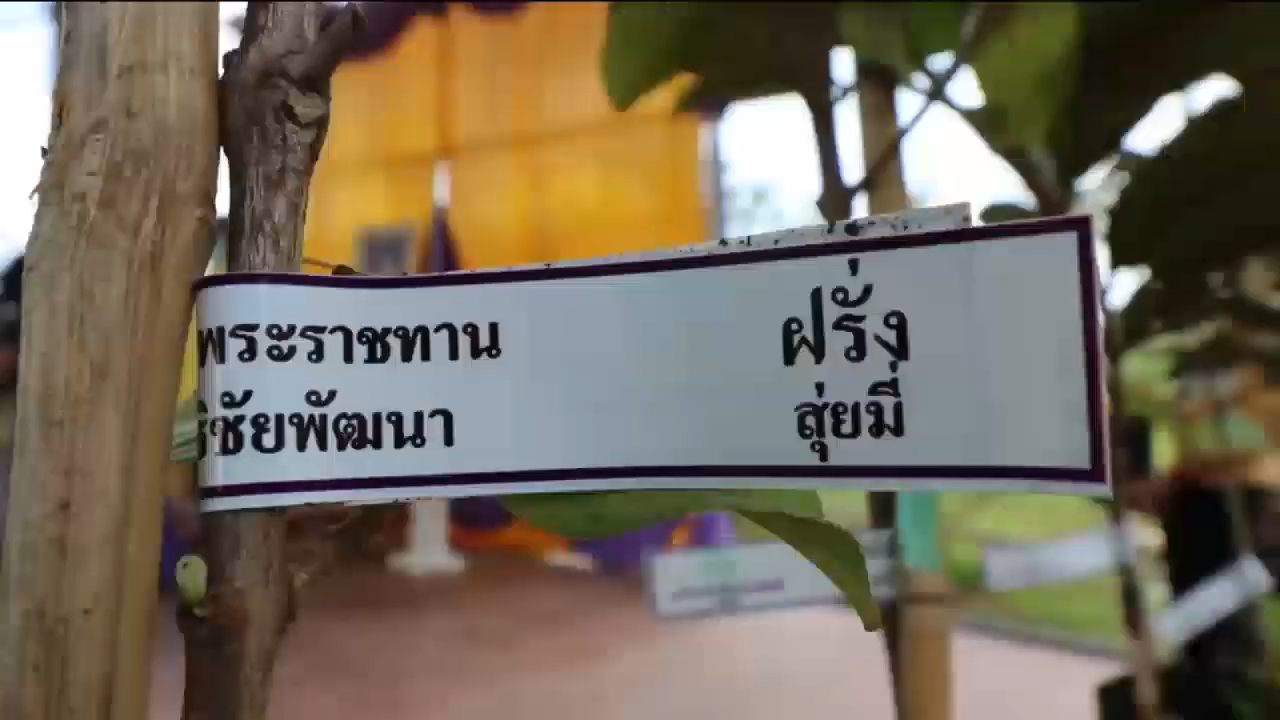 พระราชทาน
ชัยพัฒนา
ฝรั่ง
สุ่ยมี่